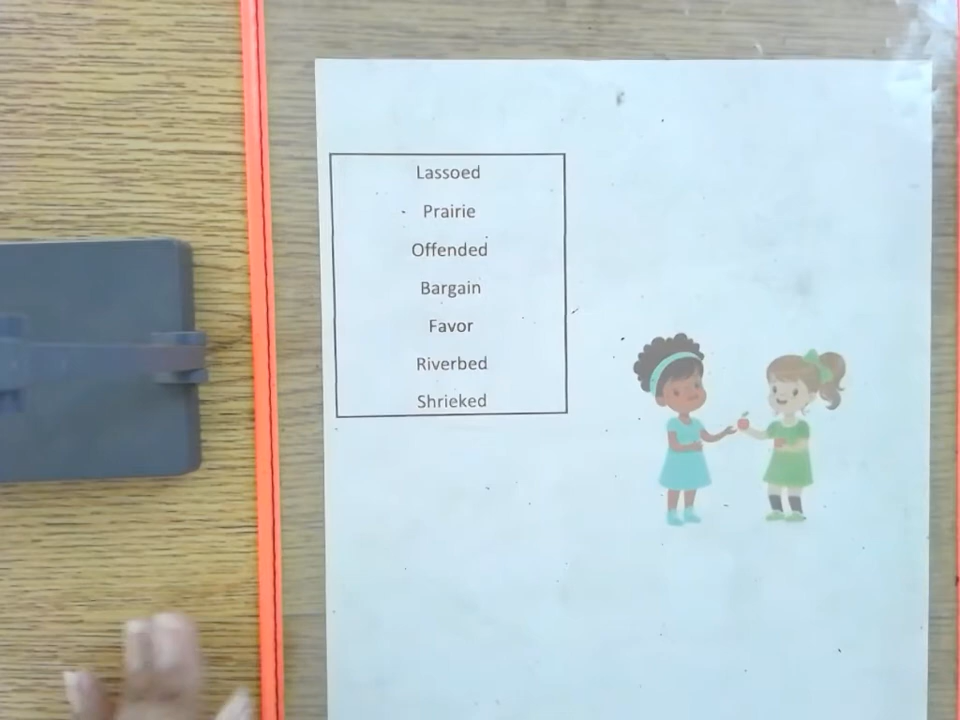 Lassoed
Prairie
Offended
Bargain
Favor
Riverbed
Shrieked